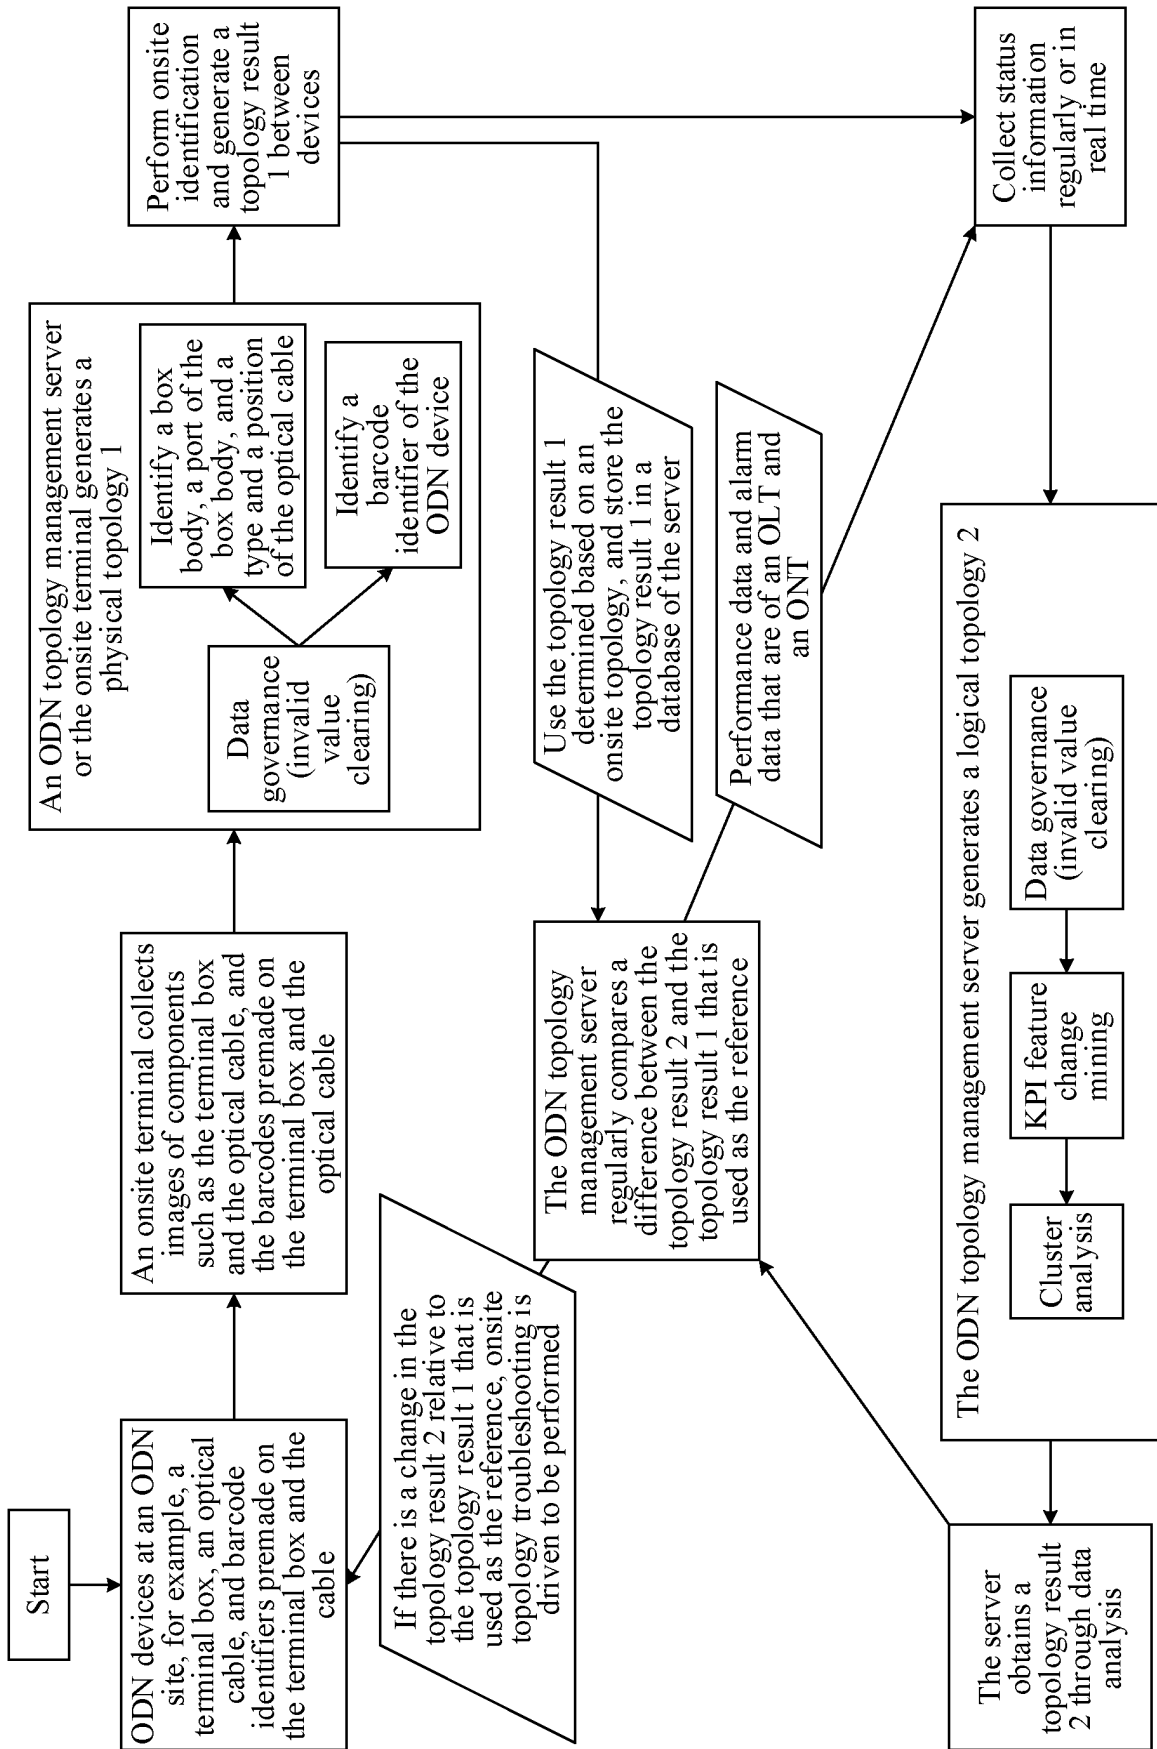 Start
ODN devices at an ODN
site, for example, a
terminal box, an optical
cable, and barcode
identifiers premade on
the terminal box and the
cable
An onsite terminal collects
images of components
such as the terminal box
and the optical cable, and
the barcodes premade on
the terminal box and the
optical cable
An ODN topology management server
or the onsite terminal generates a
physical topology 1
Data
governance
(invalid
value
clearing)
Identify a box
body, a port of the
box body, and a
type and a position
of the optical cable
Identify a
barcode
identifier of the
ODN device
Perform onsite
identification
and generate a
topology result
1 between
devices
If there is a change in the
topology result 2 relative to
the topology result 1 that is
used as the reference, onsite
topology troubleshooting is
driven to be performed
The ODN topology
management server
regularly compares a
difference between the
topology result 2 and the
topology result 1 that is
used as the reference
Use the topology result 1
determined based on an
onsite topology, and store the
topology result 1 in a
database of the server
Performance data and alarm
data that are of an OLT and
an ONT
Collect status
information
regularly or in
real time
The ODN topology management server generates a logical topology 2
Data governance
(invalid value
clearing)
KPI feature
change
mining
Cluster
analysis
The server
obtains a
topology result
2 through data
analysis